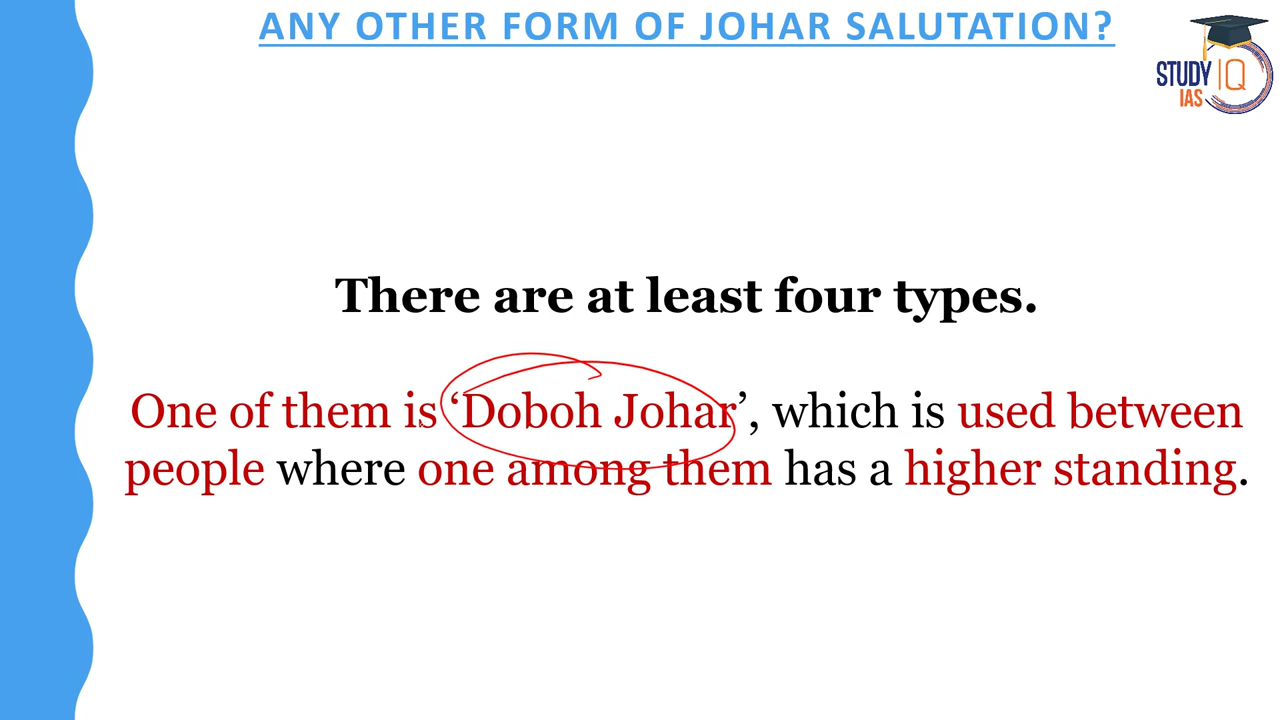 ANY OTHER FORM OF JOHAR SALUTATION?
STUDY IQ
IAS
There are at least four types.
One of them is ‘Doboh Johar’, which is used between
people where one among them has a higher standing.